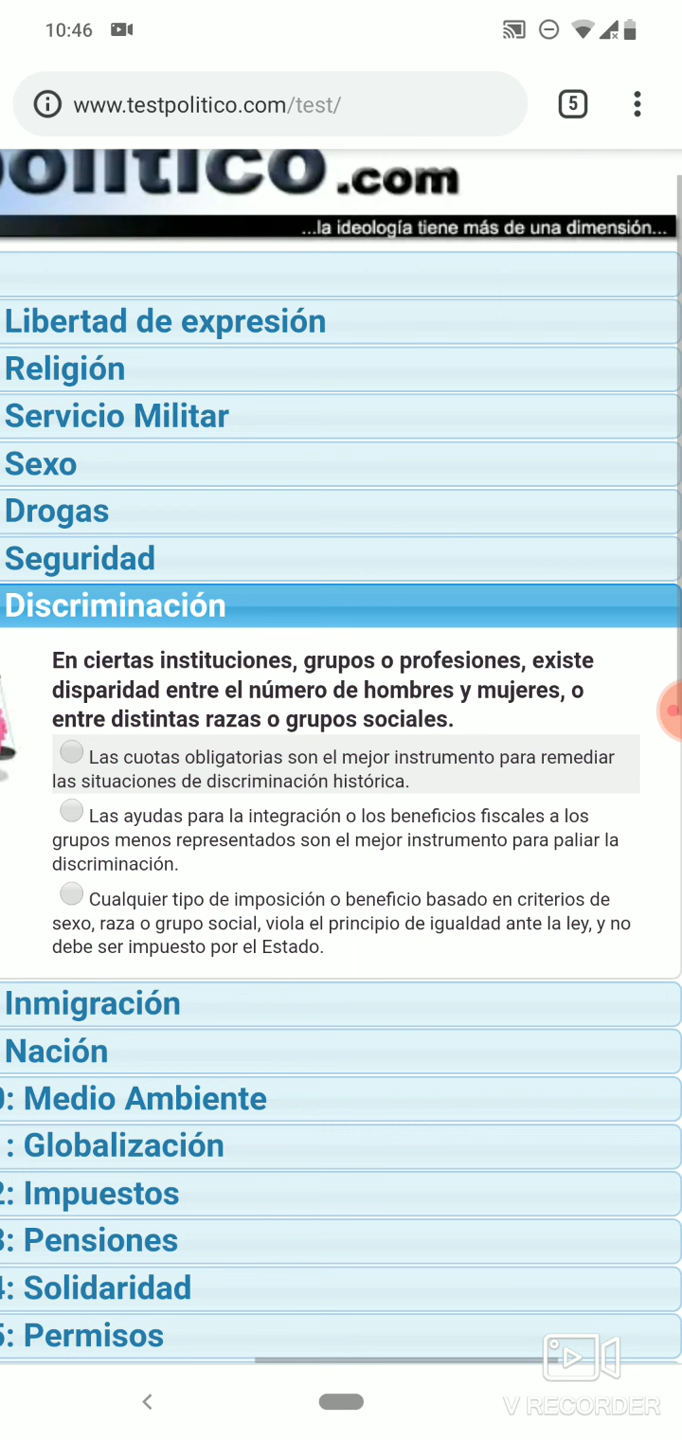 10:46
www.testpolitico.com/test/
5
politico.com
...la ideología tiene más de una dimensión...
Libertad de expresión
Religión
Servicio Militar
Sexo
Drogas
Seguridad
Discriminación
En ciertas instituciones, grupos o profesiones, existe
disparidad entre el número de hombres y mujeres, o
entre distintas razas o grupos sociales.
Las cuotas obligatorias son el mejor instrumento para remediar
las situaciones de discriminación histórica.
Las ayudas para la integración o los beneficios fiscales a los
grupos menos representados son el mejor instrumento para paliar la
discriminación.
Cualquier tipo de imposición o beneficio basado en criterios de
sexo, raza o grupo social, viola el principio de igualdad ante la ley, y no
debe ser impuesto por el Estado.
Inmigración
Nación
0: Medio Ambiente
: Globalización
2: Impuestos
3: Pensiones
4: Solidaridad
5: Permisos
V RECORDER